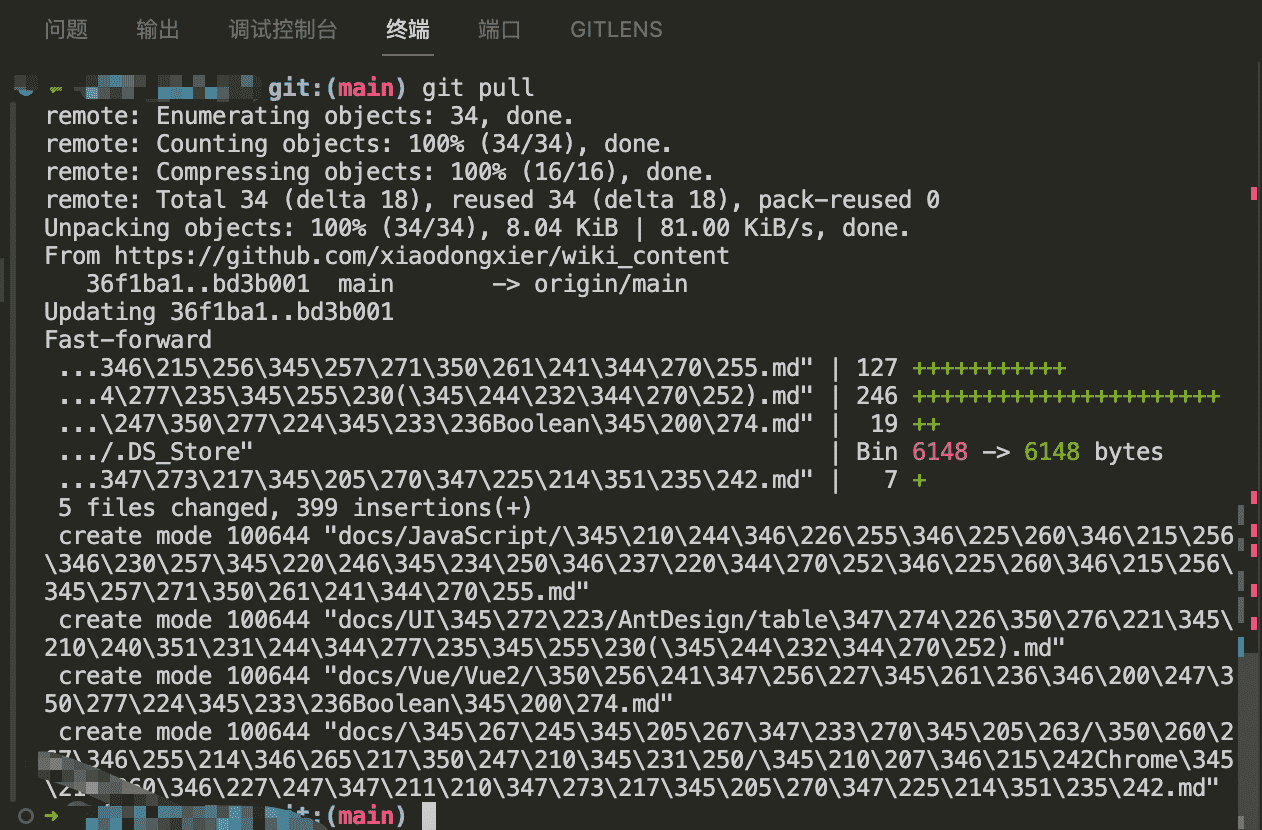 问题 输出 调试控制台 终端 端口 GITLENS
git:(main) git pull
remote: Enumerating objects: 34, done.
remote: Counting objects: 100% (34/34), done.
remote: Compressing objects: 100% (16/16), done.
remote: Total 34 (delta 18), reused 34 (delta 18), pack-reused 0
Unpacking objects: 100% (34/34), 8.04 KiB | 81.00 KiB/s, done.
From https://github.com/xiaodongxier/wiki_content
36f1ba1..bd3b001 main -> origin/main
Updating 36f1ba1..bd3b001
Fast-forward
...346\215\256\345\257\271\350\261\241\344\270\255.md" | 127 +++++++++++
...4\277\235\345\255\230(\345\244\232\344\270\252).md" | 246 ++++++++++++++++++++++
...\247\350\277\224\345\233\236Boolean\345\200\274.md" | 19 ++
.../.DS_Store" | Bin 6148 -> 6148 bytes
...347\273\217\345\205\270\347\225\214\351\235\242.md" | 7 +
5 files changed, 399 insertions(+)
create mode 100644 "docs/JavaScript/\345\210\244\346\226\255\346\225\260\346\215\256
\346\230\257\345\220\246\345\234\250\346\237\220\344\270\252\346\225\260\346\215\256\
345\257\271\350\261\241\344\270\255.md"
create mode 100644 "docs/UI\345\272\223/AntDesign/table\347\274\226\350\276\221\345\
210\240\351\231\244\344\277\235\345\255\230(\345\244\232\344\270\252).md"
create mode 100644 "docs/Vue/Vue2/\350\256\241\347\256\227\345\261\236\346\200\247\3
50\277\224\345\233\236Boolean\345\200\274.md"
create mode 100644 "docs/\345\267\245\345\205\267\347\233\270\345\205\263/\350\260\2
\346\255\214\346\265\217\350\247\210\345\231\250/\345\210\207\346\215\242Chrome\345
\346\227\247\347\211\210\347\273\217\345\205\270\347\225\214\351\235\242.md"
(main)